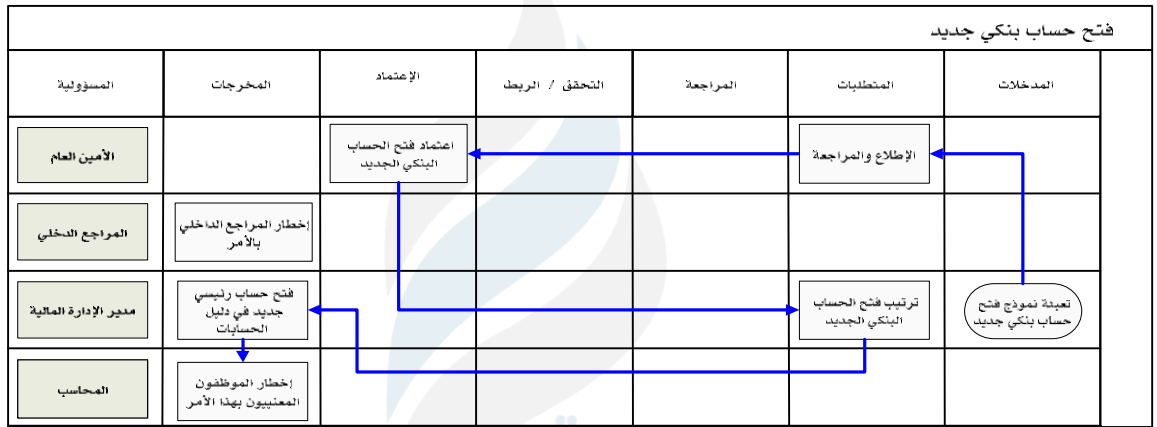 فتح حساب بنكي جديد
المدخلات
المتطلبات
المراجعة
التحقق / الربط
الإعتماد
المخرجات
المسؤولية
الإطلاع والمراجعة
اعتماد فتح الحساب
البنكي الجديد
الأمين العام
إخطار المراجع الداخلي
بالأمر
المراجع الدخلي
تعبئة نموذج فتح
حساب بنكي جديد
ترتيب فتح الحساب
البنكي الجديد
فتح حساب رئيسي
جديد في دليل
الحسابات
مدير الإدارة المالية
إخطار الموظفون
المعنييون بهذا الأمر
المحاسب